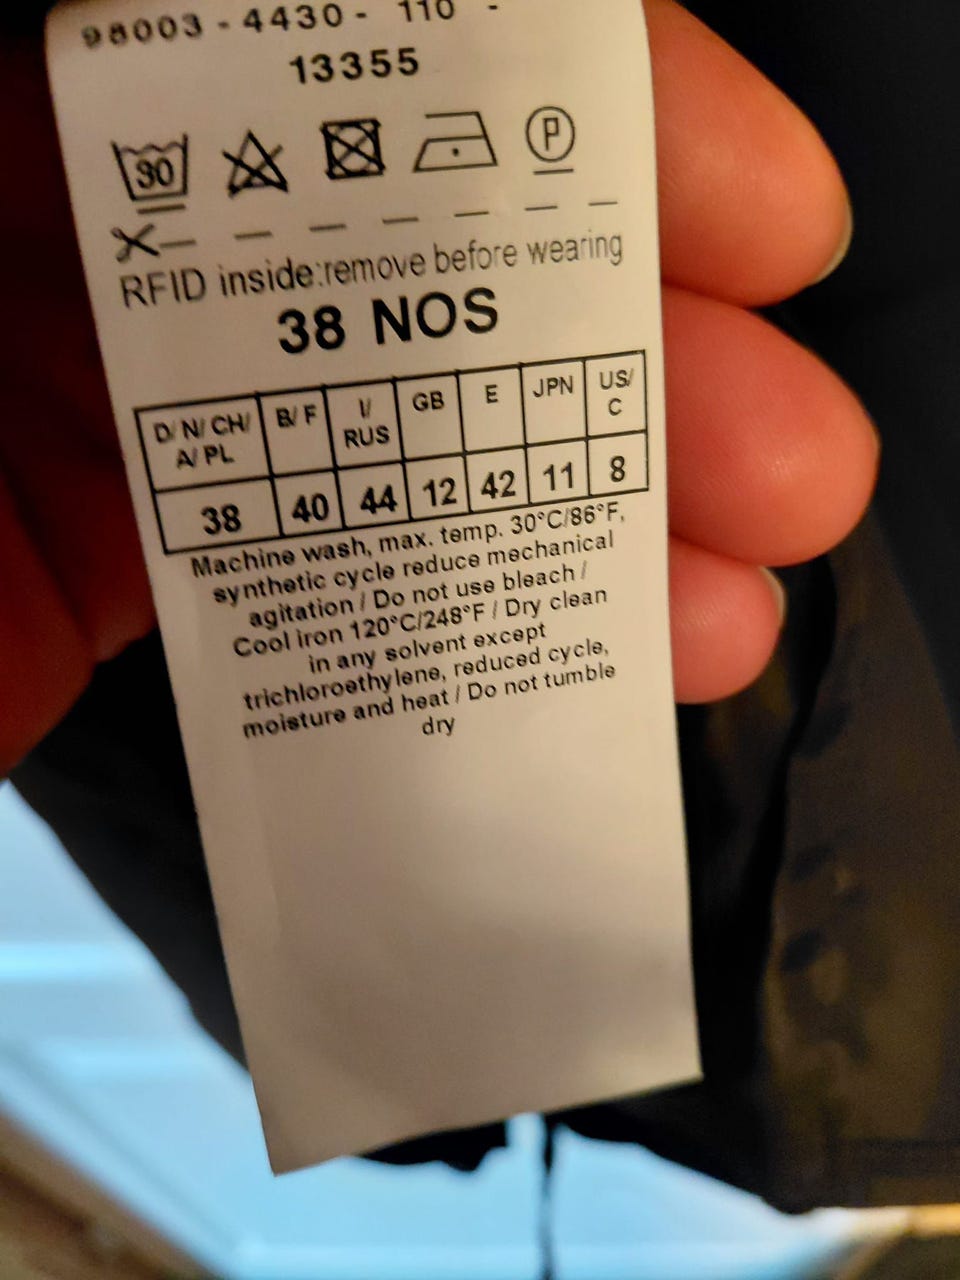 98003 - 4430 - 110 -
13355
30 P
RFID inside:remove before wearing
38 NOS
D/ N/ CH/ A/ PL B/ F I/ RUS GB E JPN US/ C
38 40 44 12 42 11 8
Machine wash, max. temp. 30°C/86°F,
synthetic cycle reduce mechanical
agitation / Do not use bleach /
Cool iron 120°C/248°F / Dry clean
in any solvent except
trichloroethylene, reduced cycle,
moisture and heat / Do not tumble
dry